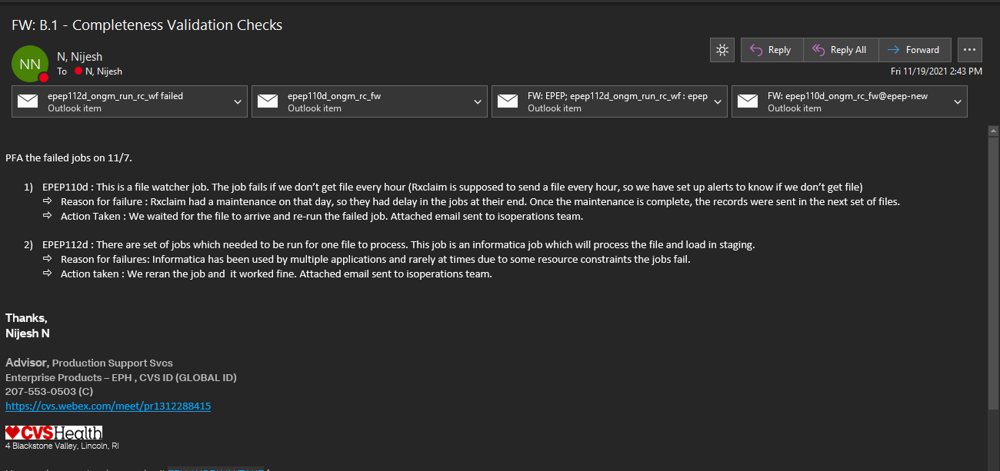 FW: B.1 - Completeness Validation Checks
NN
N, Nijesh
To N, Nijesh
Reply
Reply All
Forward
Fri 11/19/2021 2:43 PM
epep112d_ongm_run_rc_wf failed
Outlook item
epep110d_ongm_rc_fw
Outlook item
FW: EPEP; epep112d_ongm_run_rc_wf : epep
Outlook item
FW: epep110d_ongm_rc_fw@epep-new
Outlook item
PFA the failed jobs on 11/7.
1) EPEP110d : This is a file watcher job. The job fails if we don’t get file every hour (Rxclaim is supposed to send a file every hour, so we have set up alerts to know if we don’t get file)
⇨ Reason for failure : Rxclaim had a maintenance on that day, so they had delay in the jobs at their end. Once the maintenance is complete, the records were sent in the next set of files.
⇨ Action Taken : We waited for the file to arrive and re-run the failed job. Attached email sent to isoperations team.
2) EPEP112d : There are set of jobs which needed to be run for one file to process. This job is an informatica job which will process the file and load in staging.
⇨ Reason for failures: Informatica has been used by multiple applications and rarely at times due to some resource constraints the jobs fail.
⇨ Action taken : We reran the job and it worked fine. Attached email sent to isoperations team.
Thanks,
Nijesh N
Advisor, Production Support Svcs
Enterprise Products – EPH , CVS ID (GLOBAL ID)
207-553-0503 (C)
https://cvs.webex.com/meet/pr1312288415
CVSHealth
4 Blackstone Valley, Lincoln, RI